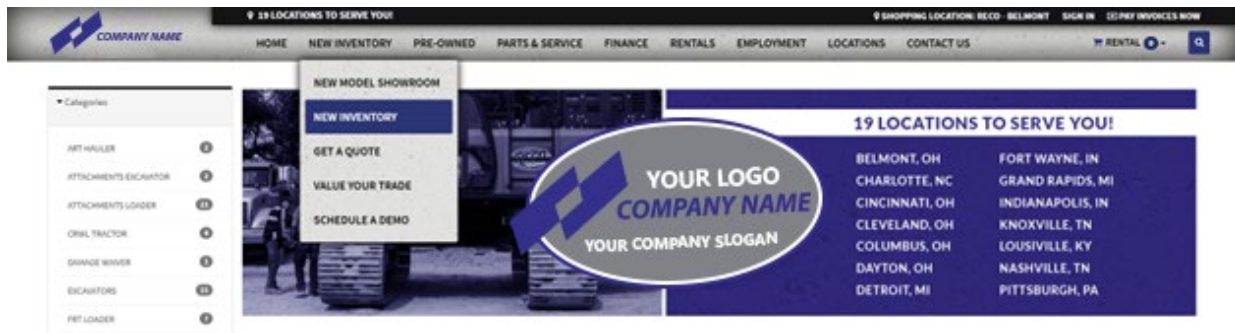 19 LOCATIONS TO SERVE YOU!
SHOPPING LOCATION: RECO - BELMONT SIGN IN PAY INVOICES NOW
COMPANY NAME
HOME NEW INVENTORY PRE-OWNED PARTS & SERVICE FINANCE RENTALS EMPLOYMENT LOCATIONS CONTACT US RENTAL 0
NEW MODEL SHOWROOM
NEW INVENTORY
GET A QUOTE
VALUE YOUR TRADE
SCHEDULE A DEMO
Categories
ART HAULER
ATTACHMENTS EXCAVATOR
ATTACHMENTS LOADER
CRWL TRACTOR
DAMAGE WAIVER
EXCAVATORS
FRT LOADER
YOUR LOGO
COMPANY NAME
YOUR COMPANY SLOGAN
19 LOCATIONS TO SERVE YOU!
BELMONT, OH FORT WAYNE, IN
CHARLOTTE, NC GRAND RAPIDS, MI
CINCINNATI, OH INDIANAPOLIS, IN
CLEVELAND, OH KNOXVILLE, TN
COLUMBUS, OH LOUSIVILLE, KY
DAYTON, OH NASHVILLE, TN
DETROIT, MI PITTSBURGH, PA